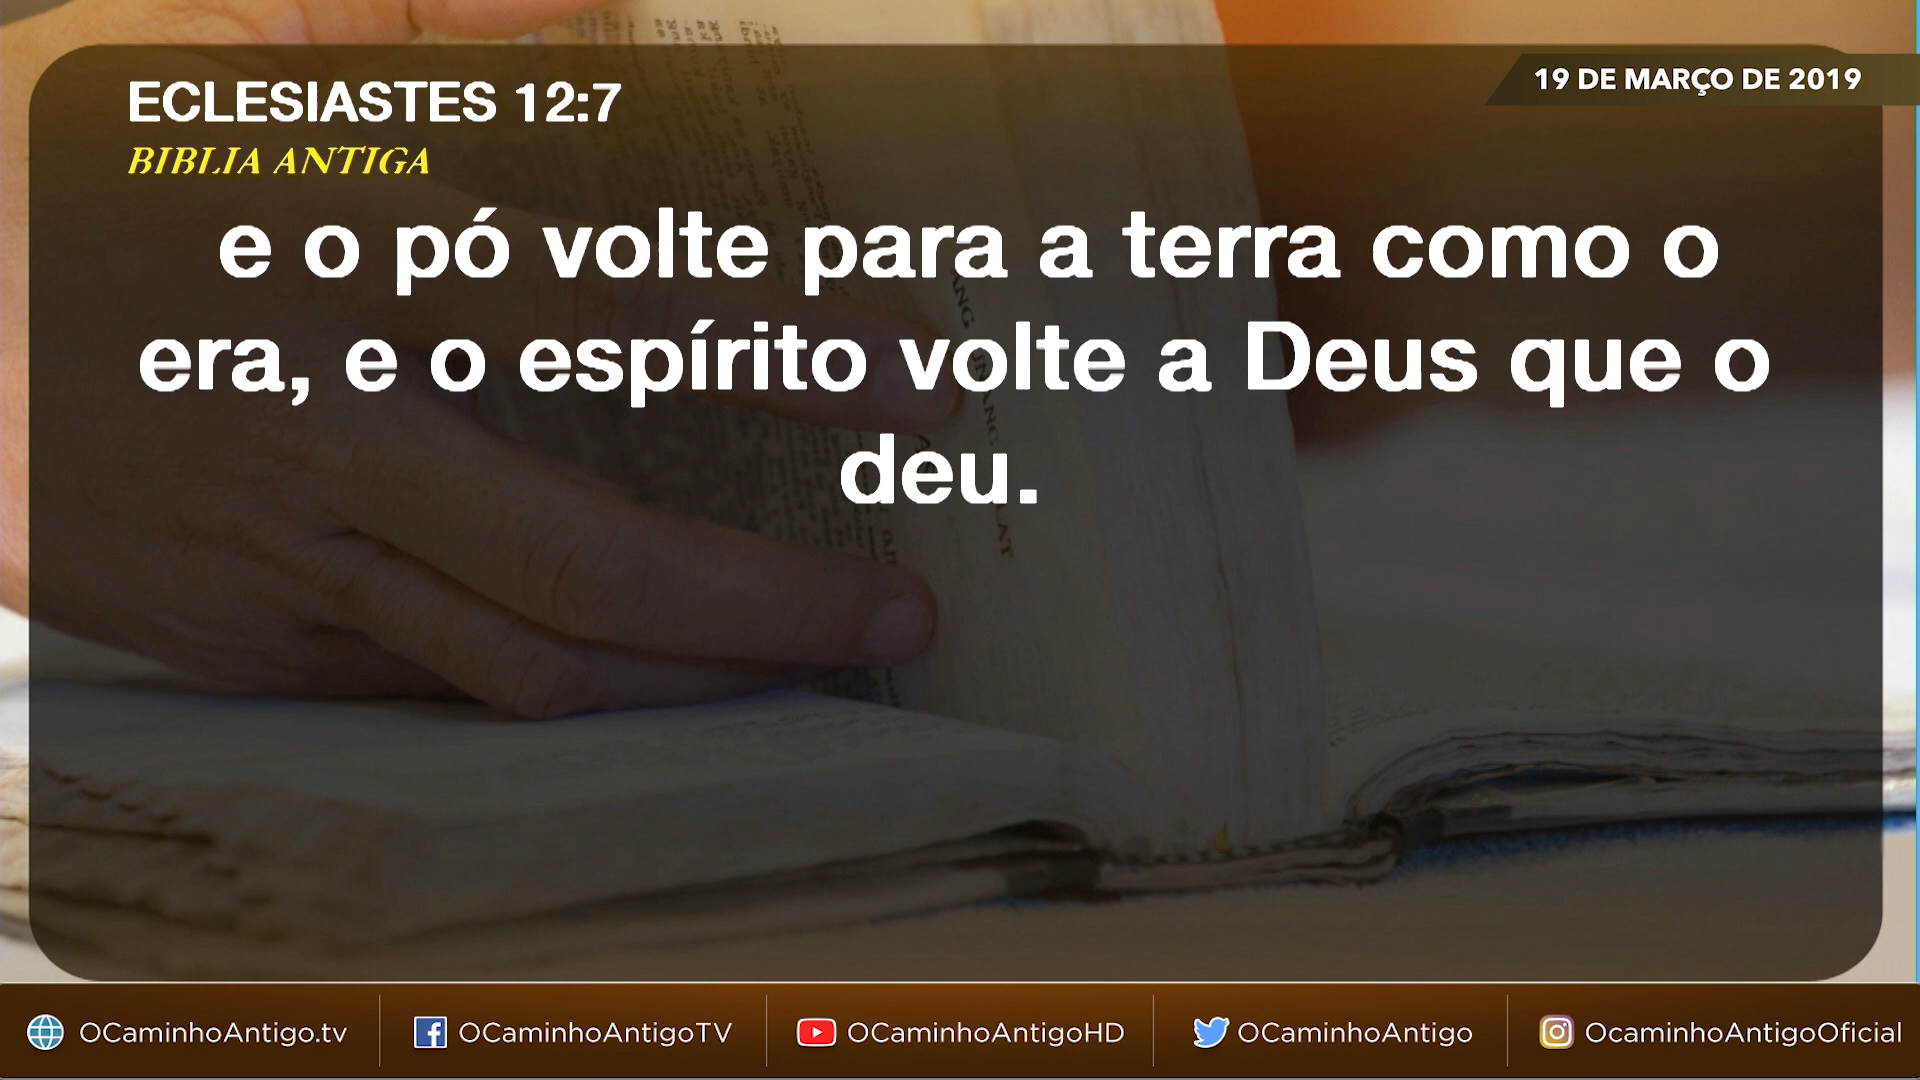 ECLESIASTES 12:7
19 DE MARÇO DE 2019
BIBLIA ANTIGA
e o pó volte para a terra como o
era, e o espírito volte a Deus que o
deu.
OCaminhoAntigo.tv
OCaminhoAntigoTV
OCaminhoAntigoHD
OCaminhoAntigo
OcaminhoAntigoOficial